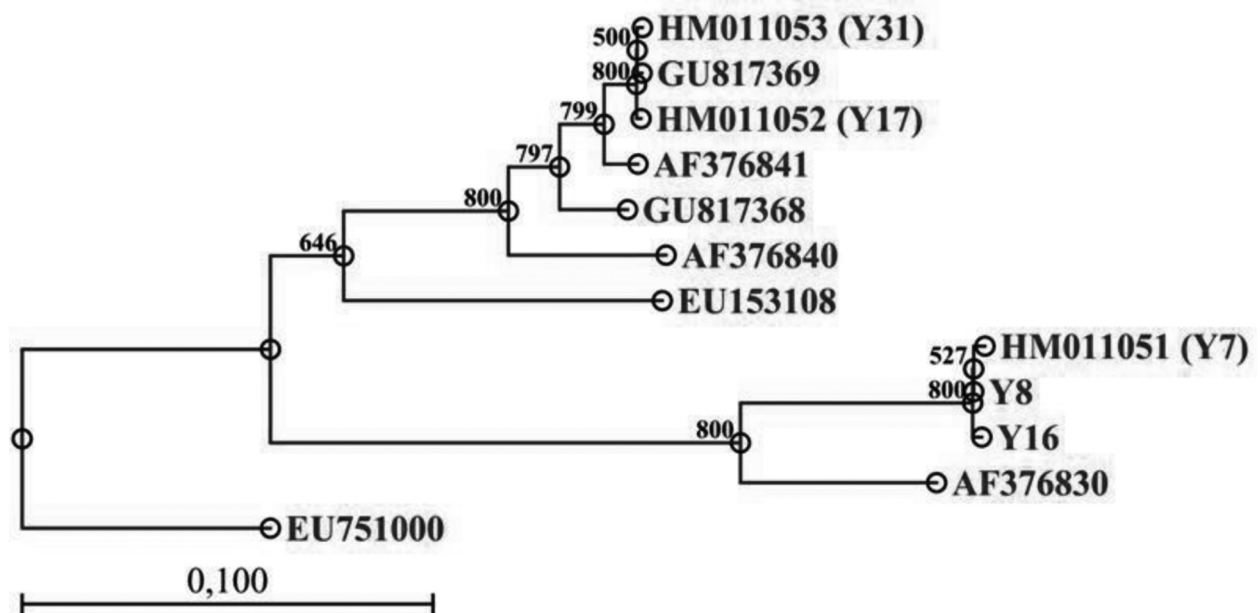 HM011053 (Y31)
500
GU817369
800
HM011052 (Y17)
799
AF376841
797
GU817368
800
AF376840
646
EU153108
HM011051 (Y7)
527
Y8
800
Y16
800
AF376830
EU751000
0,100